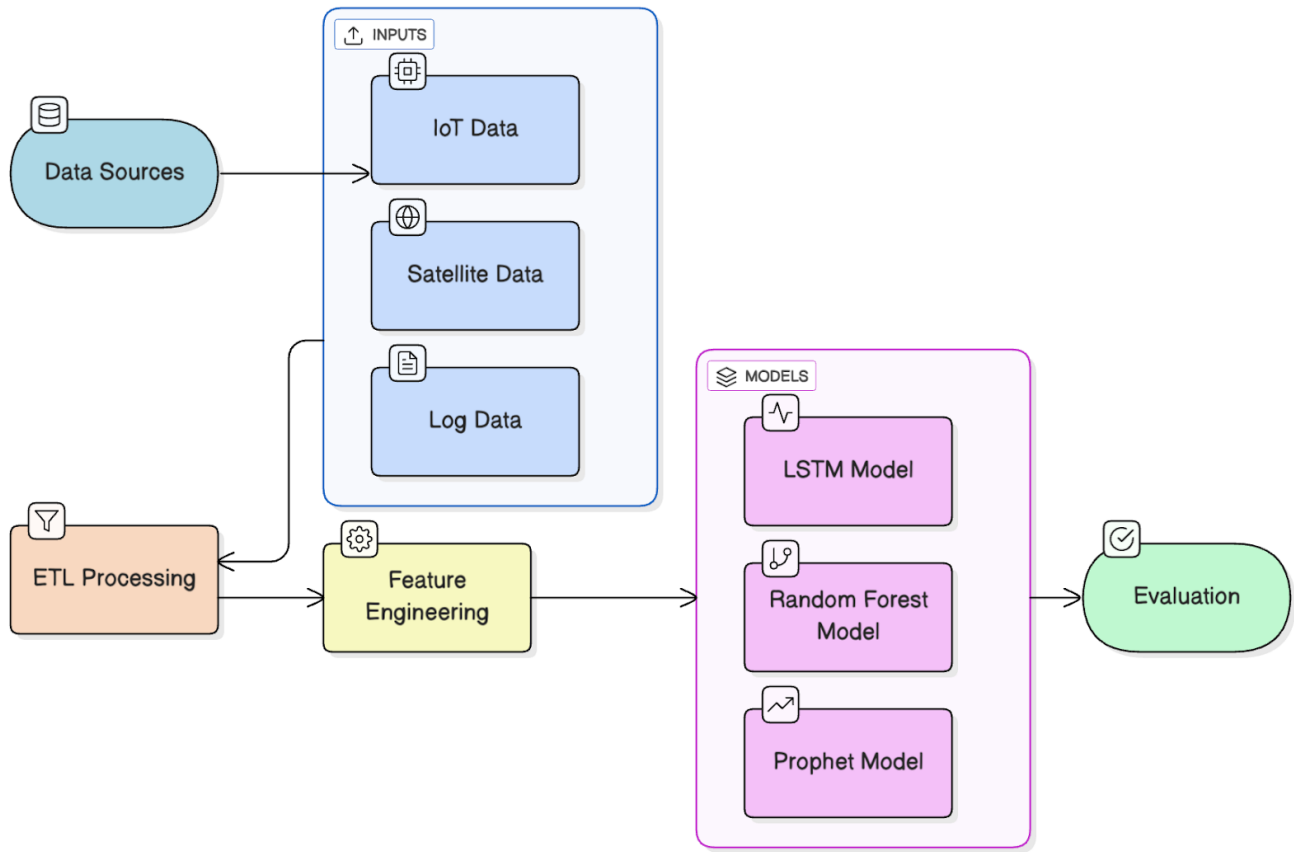 Data Sources
INPUTS
IoT Data
Satellite Data
Log Data
ETL Processing
Feature
Engineering
MODELS
LSTM Model
Random Forest
Model
Prophet Model
Evaluation